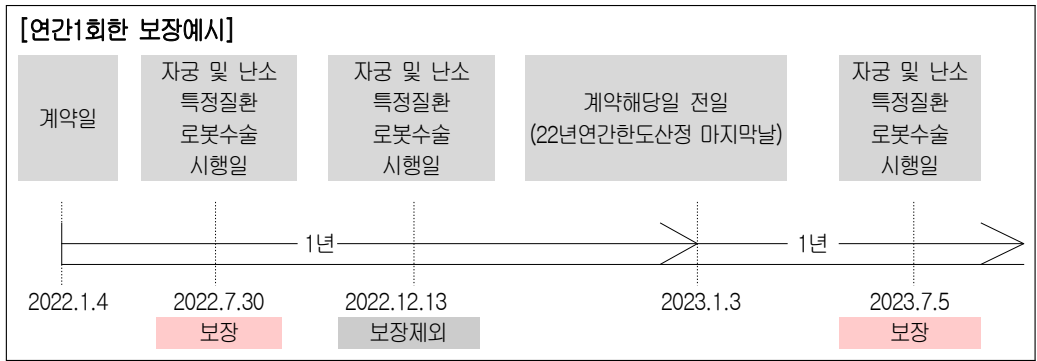 [연간1회한 보장예시]
계약일
자궁 및 난소
특정질환
로봇수술
시행일
자궁 및 난소
특정질환
로봇수술
시행일
계약해당일 전일
(22년연간한도산정 마지막날)
자궁 및 난소
특정질환
로봇수술
시행일
1년
1년
2022.1.4
2022.7.30
2022.12.13
2023.1.3
2023.7.5
보장
보장제외
보장